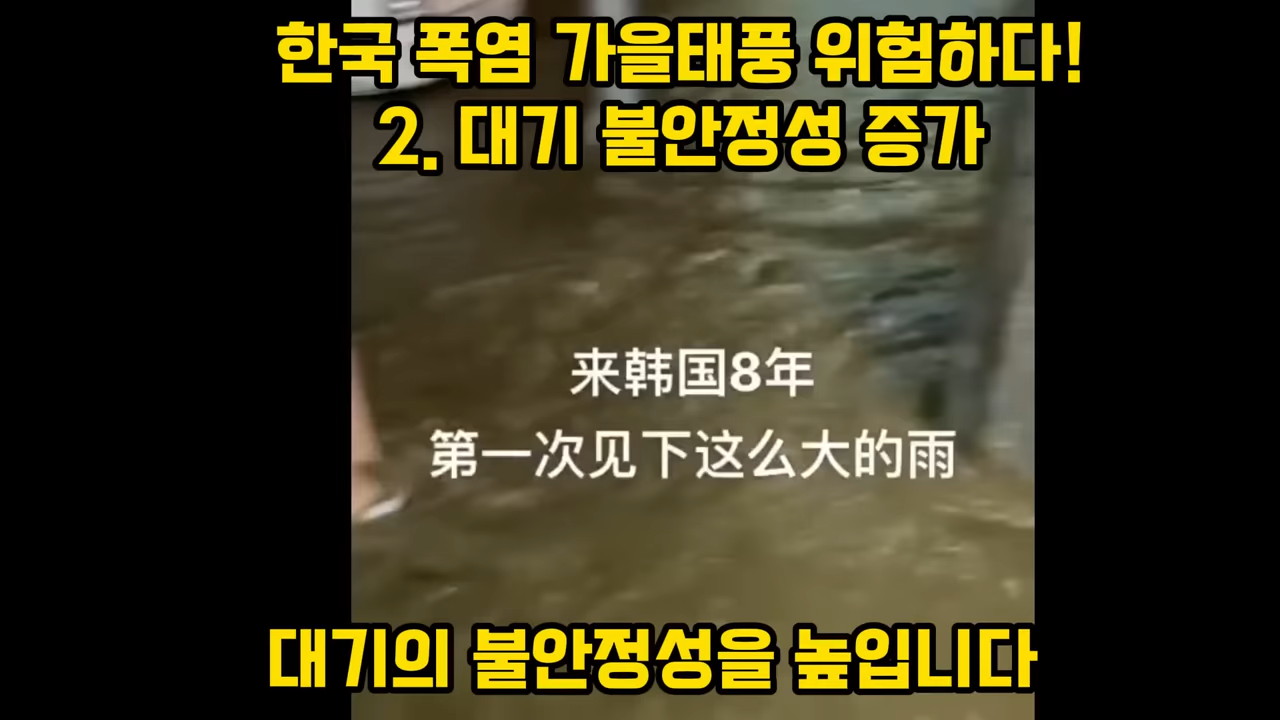 한국 폭염 가을태풍 위험하다!
2. 대기 불안정성 증가
来韩国8年
第一次见下这么大的雨
대기의 불안정성을 높입니다